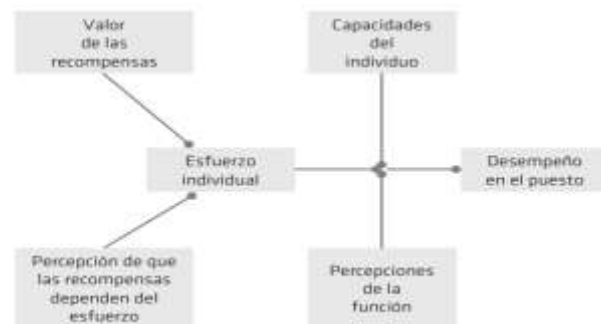 Valor
de las
recompensas
Capacidades
del
individuo
Esfuerzo
individual
Desempeño
en el puesto
Percepción de que
las recompensas
dependen del
esfuerzo
Percepciones
de la
función